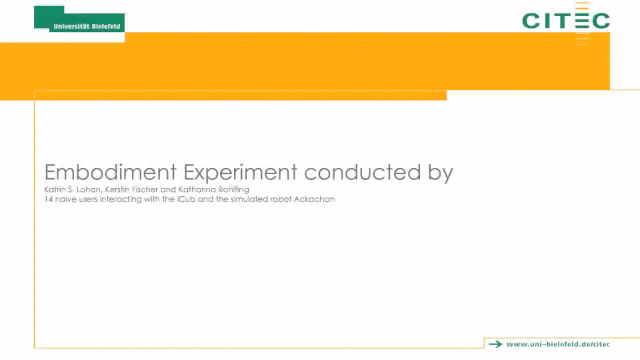 Universität Bielefeld
CITEC
Embodiment Experiment conducted by
Katrin S. Lohan, Kerstin Fischer and Katharina Rohlfing
14 naive users interacting with the iCub and the simulated robot Ackachan
www.uni-bielefeld.de/citec